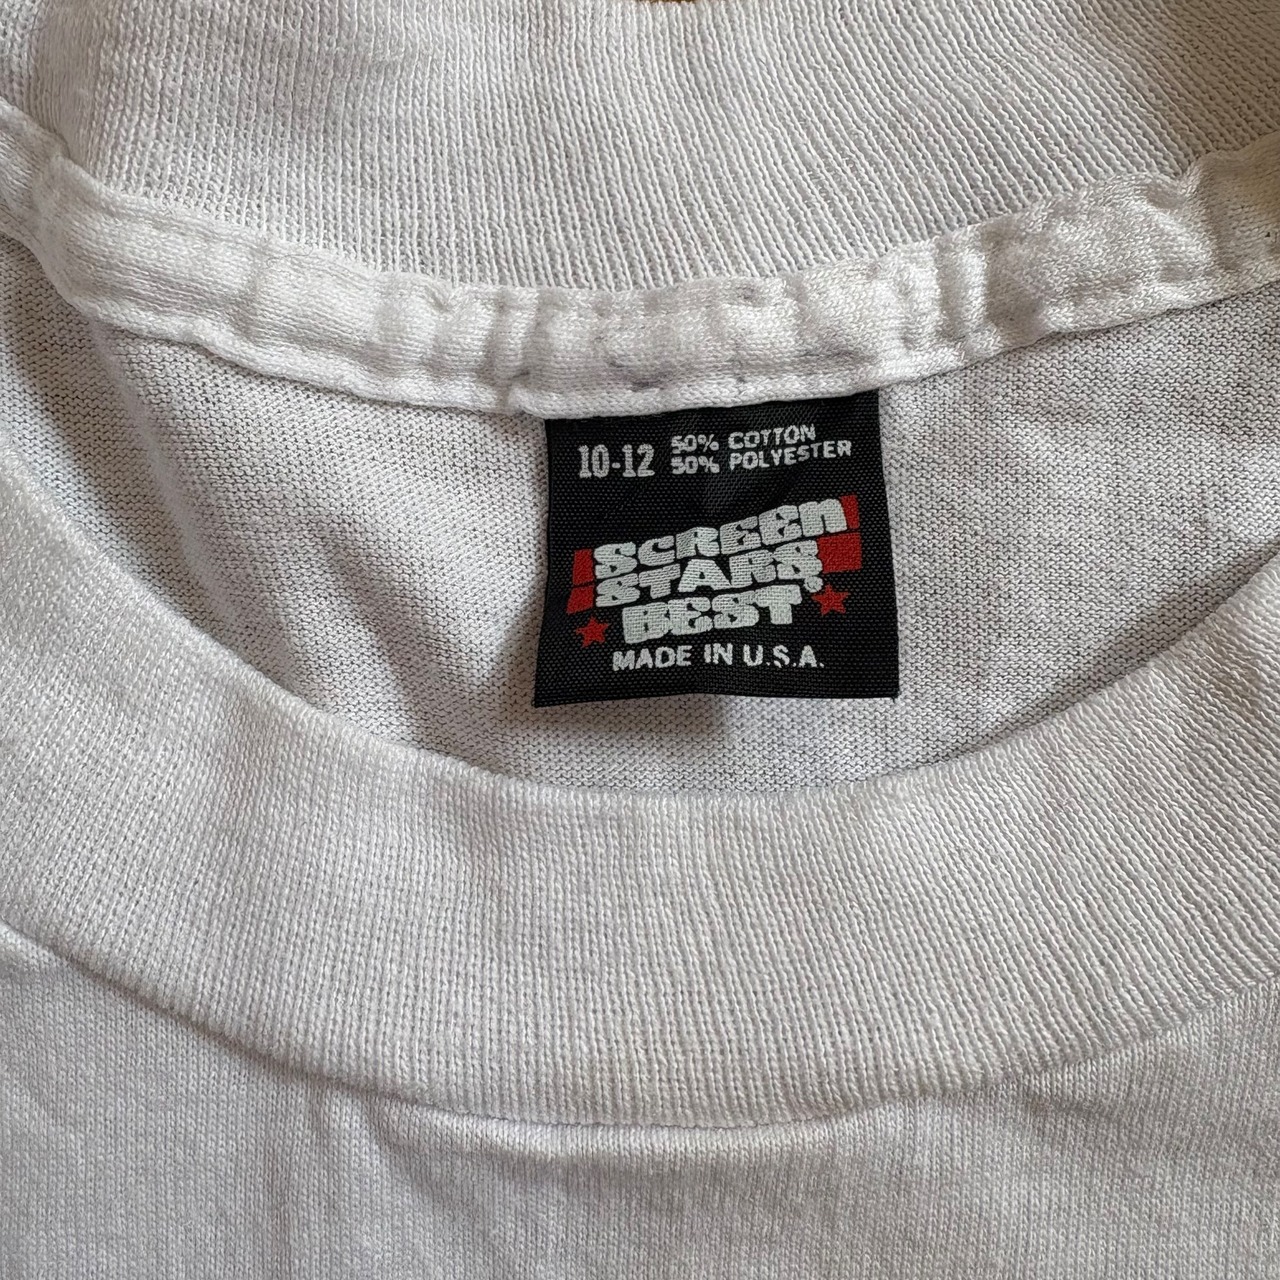 10-12 50% COTTON
50% POLYESTER
SCREEN
STARS
BEST®
MADE IN U.S.A.